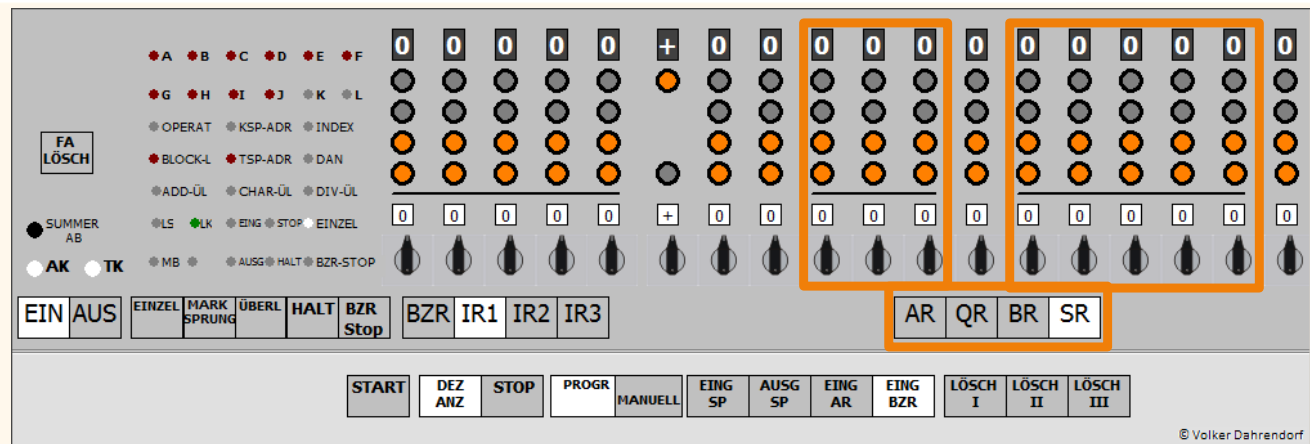 0 0 0 0 0 + 0 0 0 0 0 0 0 0 0 0 0 0
A B C D E F
G H I J K L
OPERAT KSP-ADR INDEX
FA
LÖSCH
BLOCK-L TSP-ADR DAN
ADD-ÜL CHAR-ÜL DIV-ÜL
0 0 0 0 0 + 0 0 0 0 0 0 0 0 0 0 0 0
SUMMER
AB
LS LK EING STOP EINZEL
AK TK
MB AUSG HALT BZR-STOP
EIN AUS
EINZEL
MARK
SPRUNG
ÜBERL
HALT
BZR
Stop
BZR IR1 IR2 IR3
AR QR BR SR
START
DEZ
ANZ
STOP
PROGR
MANUELL
EING
SP
AUSG
SP
EING
AR
EING
BZR
LÖSCH
I
LÖSCH
II
LÖSCH
III
© Volker Dahrendorf